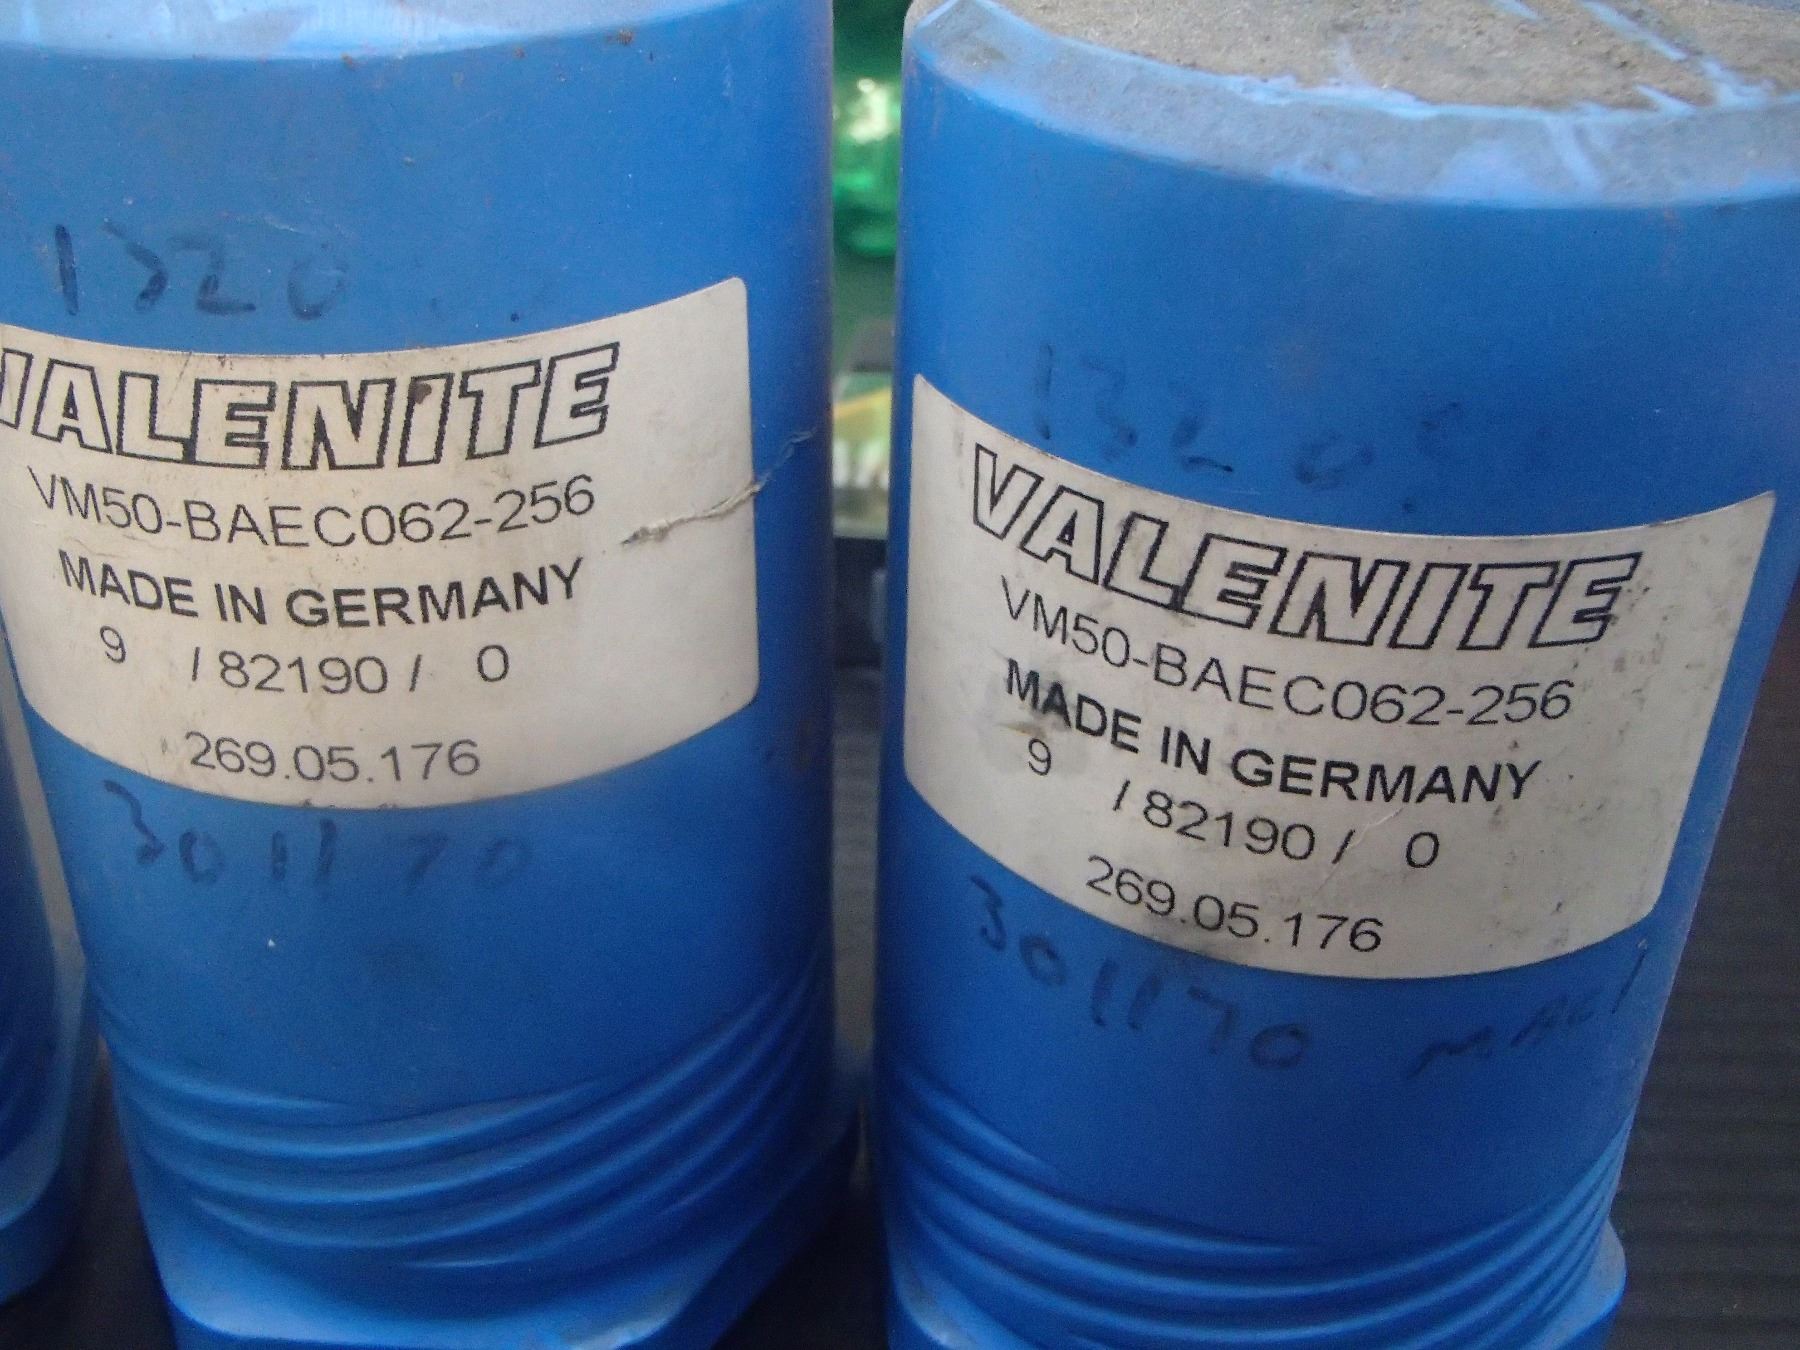 1320
VALENITE
VM50-BAEC062-256
MADE IN GERMANY
9 / 82190 / 0
269.05.176
301170
1320
VALENITE
VM50-BAEC062-256
MADE IN GERMANY
9 / 82190 / 0
269.05.176
301170